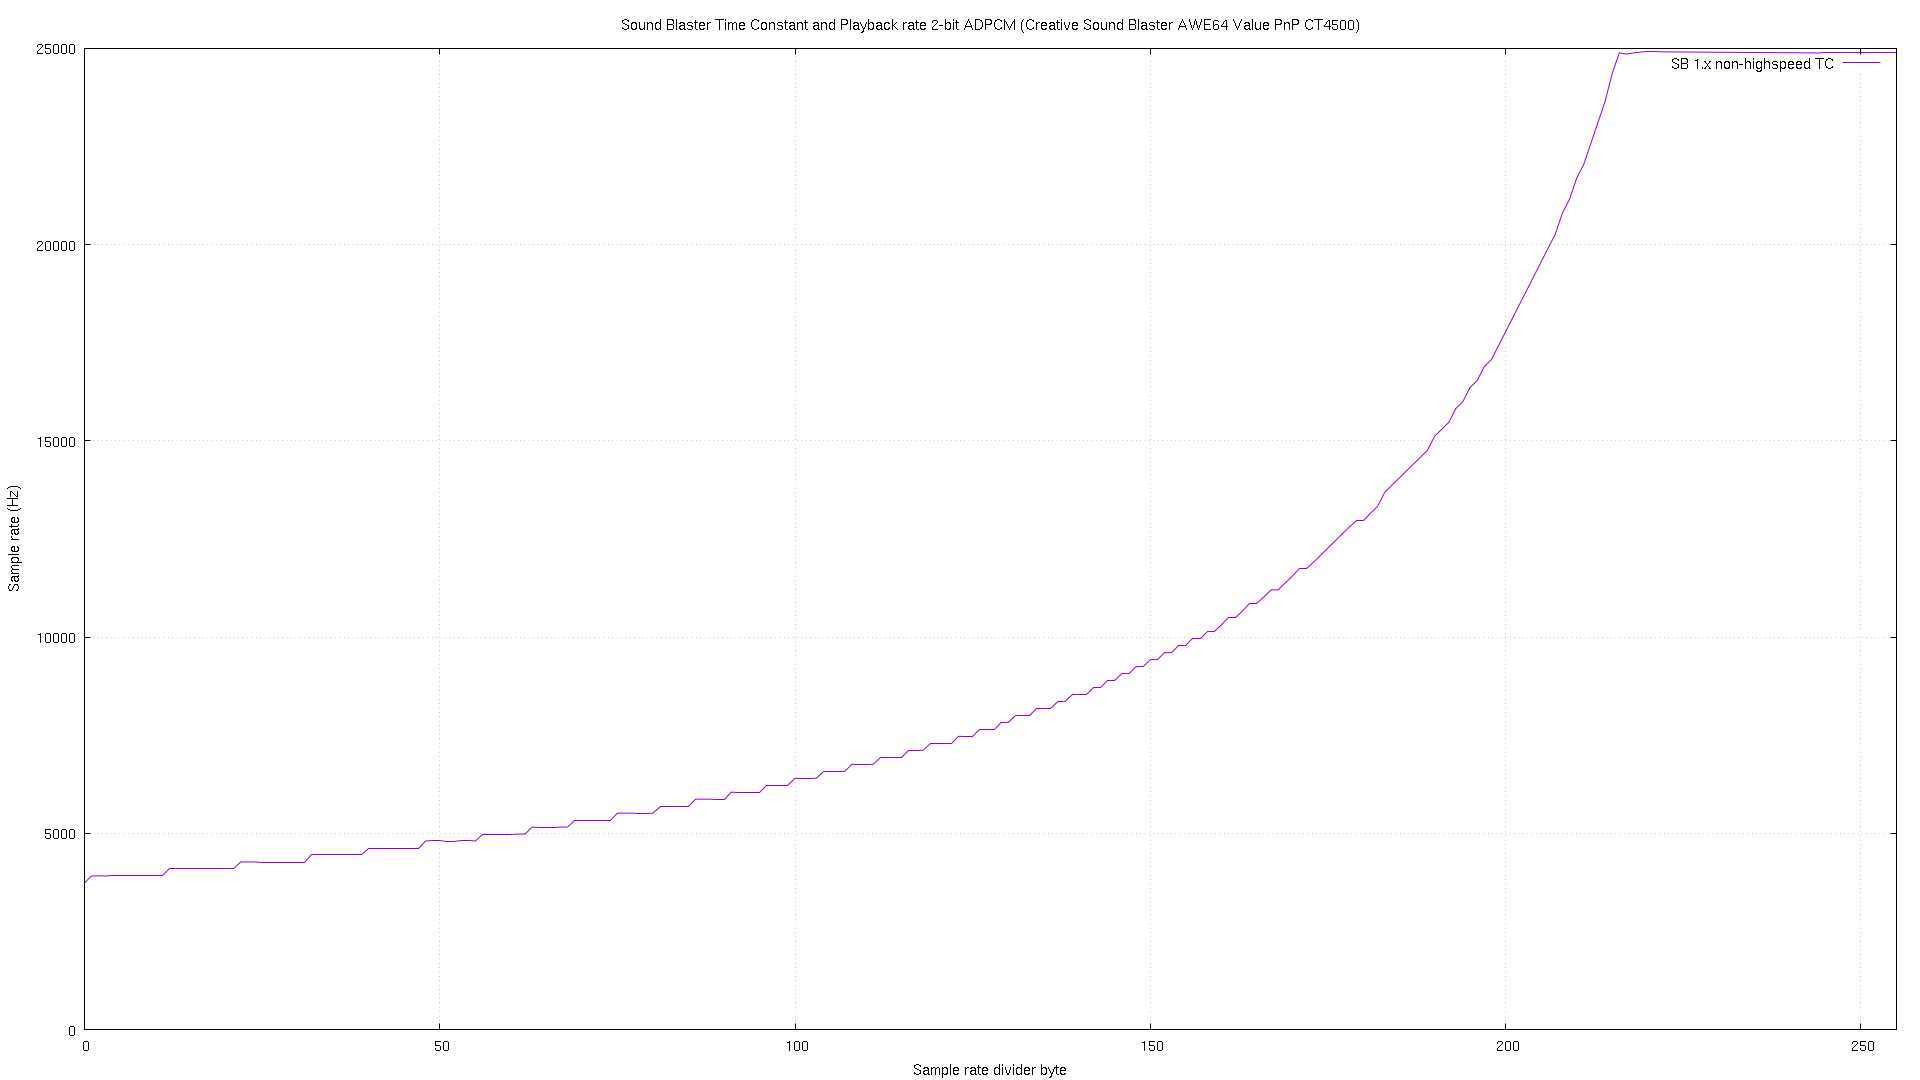 Sound Blaster Time Constant and Playback rate 2-bit ADPCM (Creative Sound Blaster AWE64 Value PnP CT4500)
SB 1.x non-highspeed TC
25000
20000
15000
10000
5000
0
Sample rate (Hz)
0 50 100 150 200 250
Sample rate divider byte